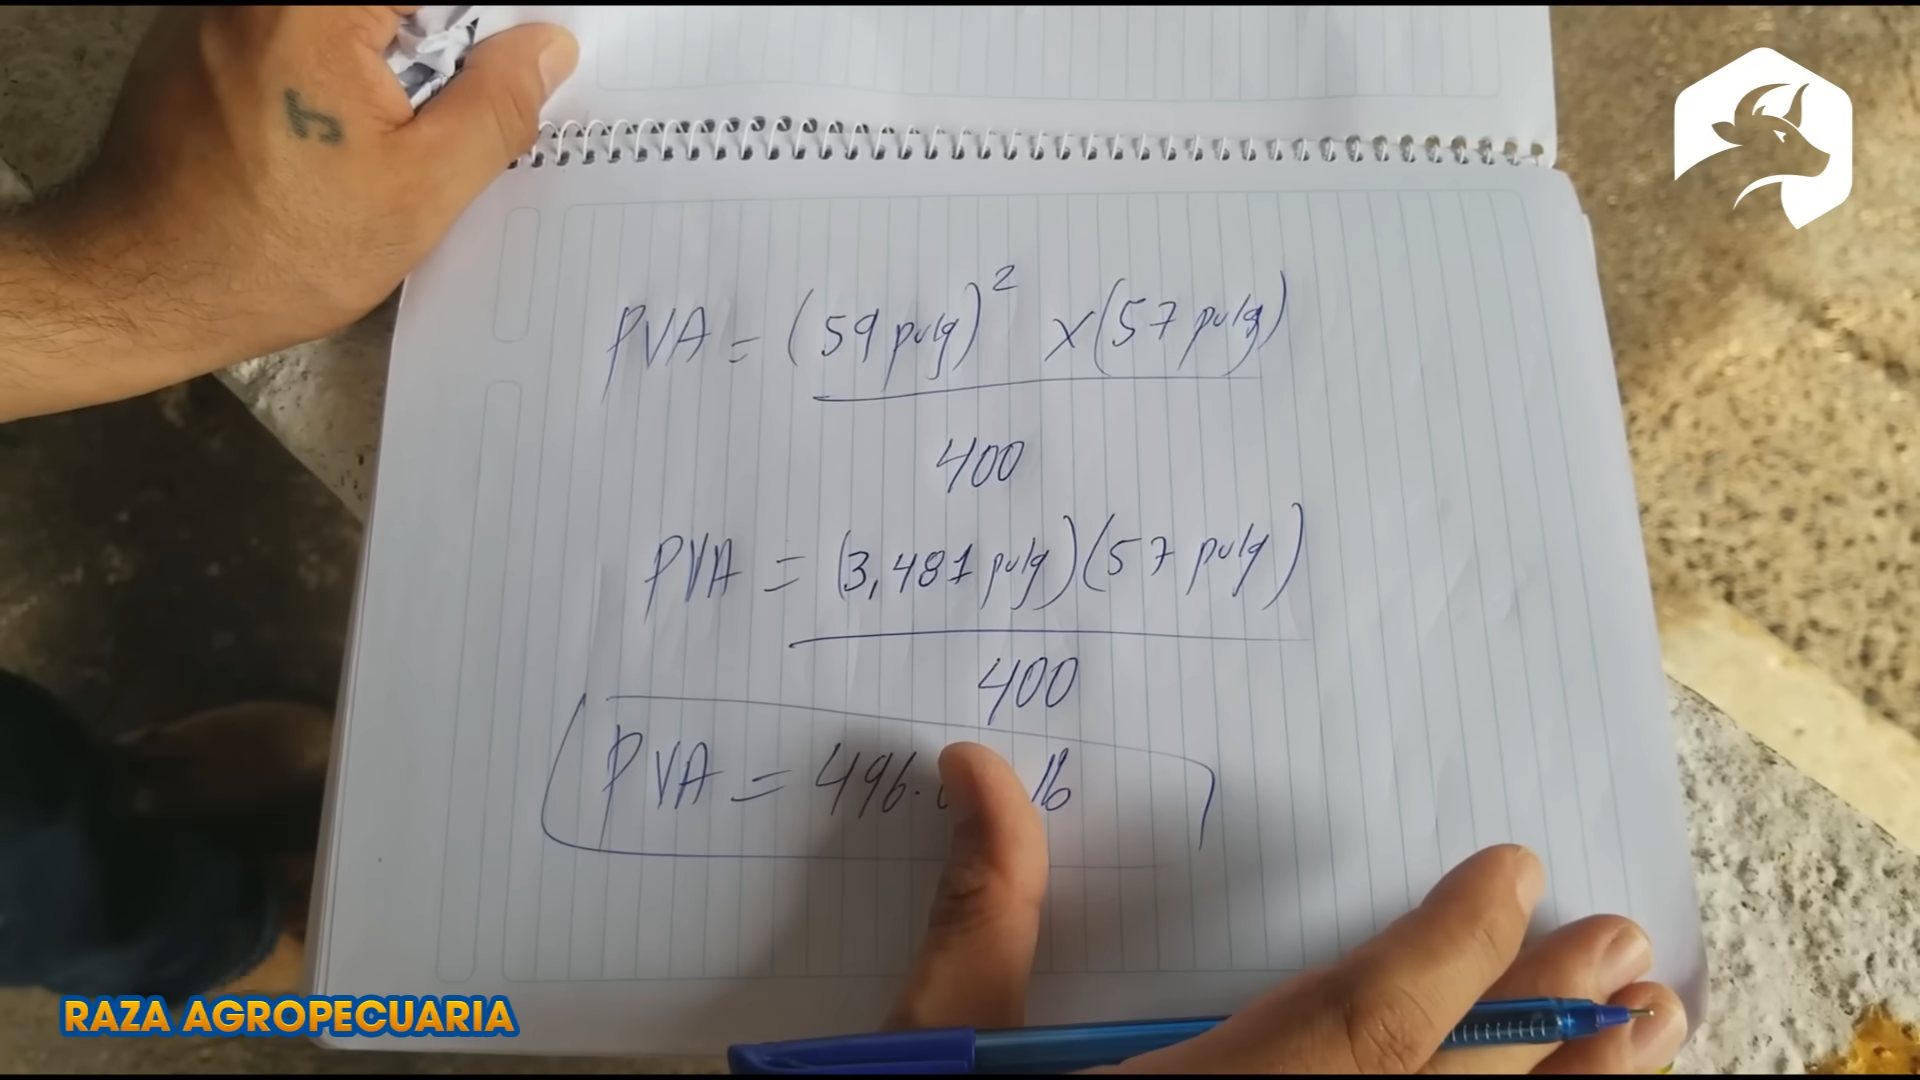 PVA = (59 pulg)² x (57 pulg)
400
PVA = (3,481 pulg)(57 pulg)
400
PVA = 496. lb
RAZA AGROPECUARIA